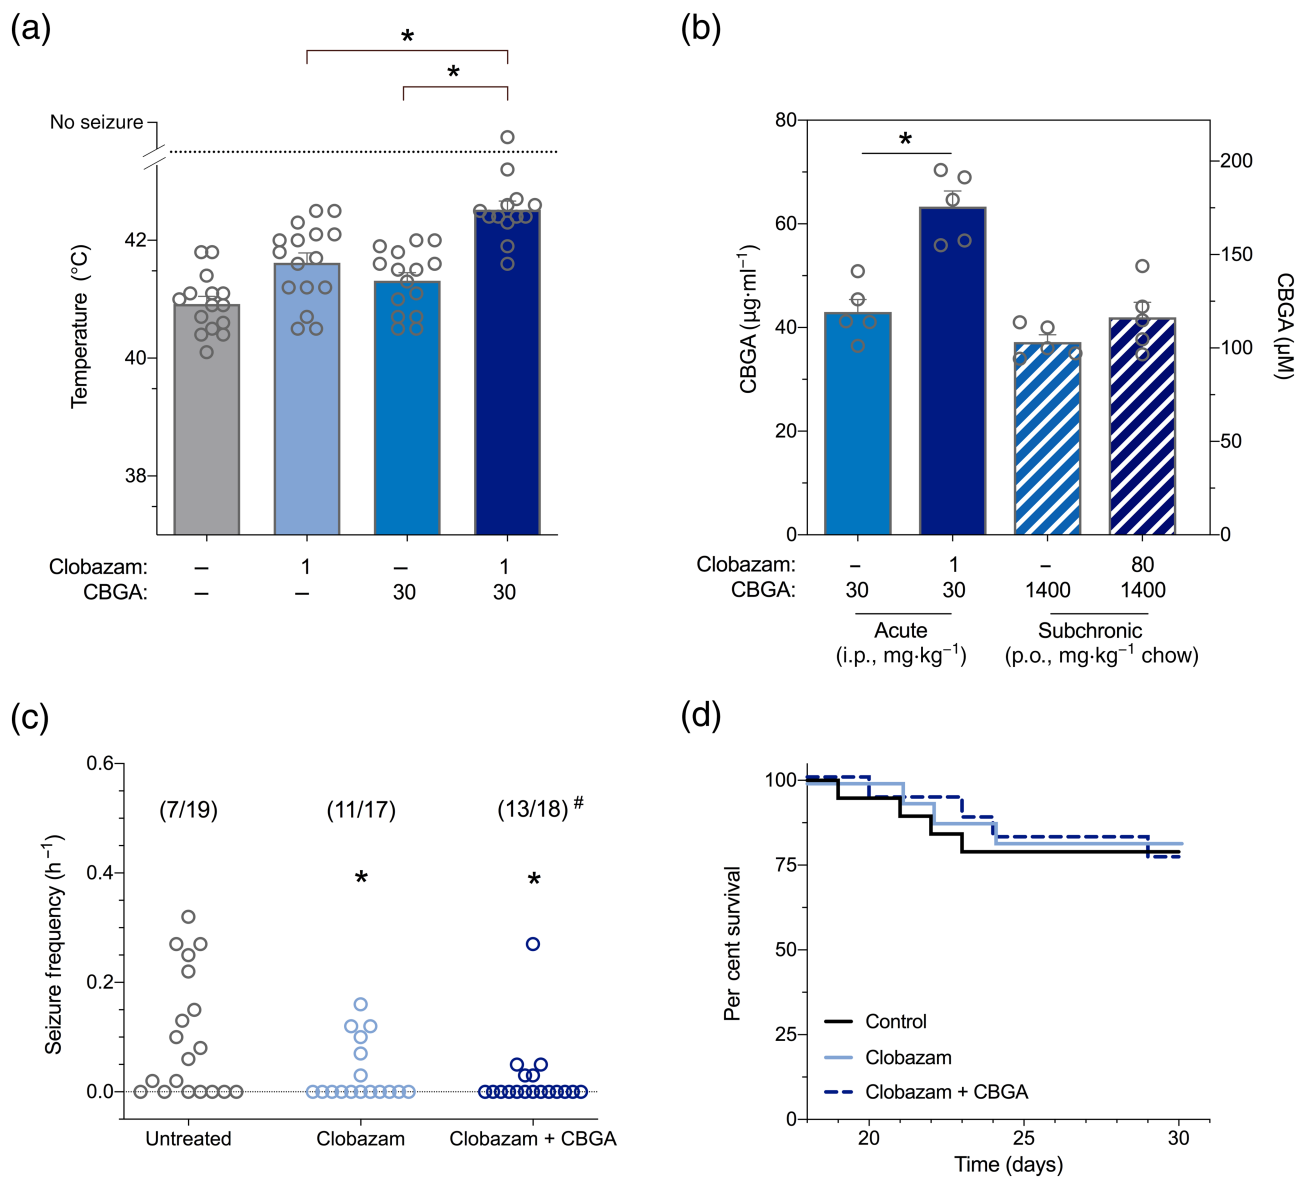 (a)
*
*
No seizure
42
40
38
Temperature (°C)
Clobazam: – 1 – 1
CBGA: – – 30 30
(b)
*
80
60
40
20
0
CBGA (µg·ml⁻¹)
200
150
100
50
0
CBGA (µM)
Clobazam: – 1 – 80
CBGA: 30 30 1400 1400
Acute Subchronic
(i.p., mg·kg⁻¹) (p.o., mg·kg⁻¹ chow)
(c)
0.6
0.4
0.2
0.0
Seizure frequency (h⁻¹)
(7/19) (11/17) (13/18) #
* *
Untreated Clobazam Clobazam + CBGA
(d)
100
75
50
25
0
Per cent survival
Control
Clobazam
Clobazam + CBGA
20 25 30
Time (days)